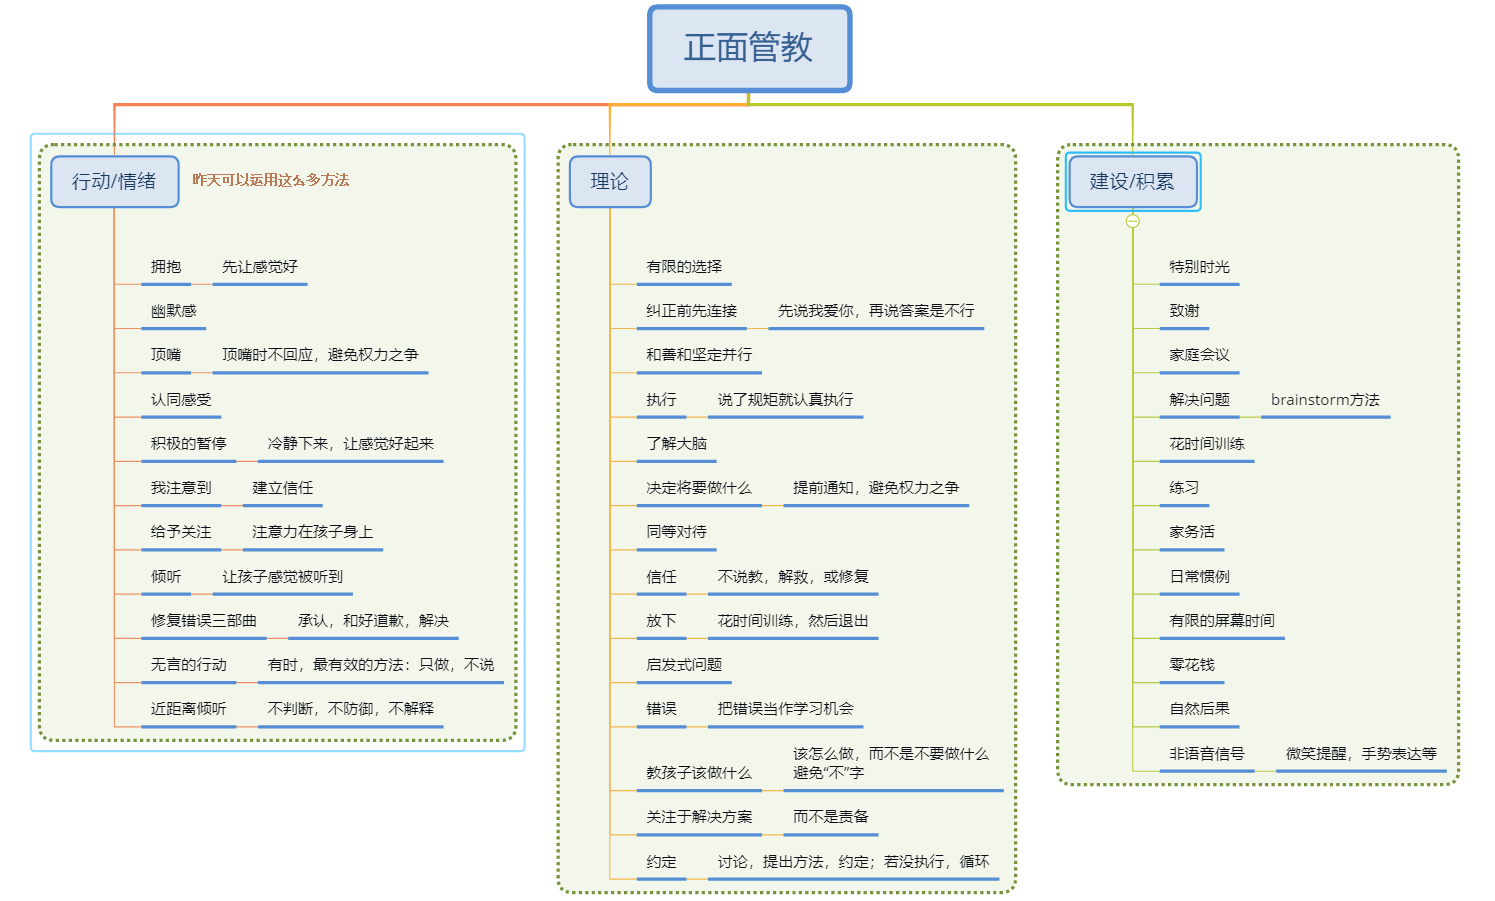 正面管教
行动/情绪
昨天可以运用这么多方法
拥抱 先让感觉好
幽默感
顶嘴 顶嘴时不回应，避免权力之争
认同感受
积极的暂停 冷静下来，让感觉好起来
我注意到 建立信任
给予关注 注意力在孩子身上
倾听 让孩子感觉被听到
修复错误三部曲 承认，和好道歉，解决
无言的行动 有时，最有效的方法：只做，不说
近距离倾听 不判断，不防御，不解释
理论
有限的选择
纠正前先连接 先说我爱你，再说答案是不行
和善和坚定并行
执行 说了规矩就认真执行
了解大脑
决定将要做什么 提前通知，避免权力之争
同等对待
信任 不说教，解救，或修复
放下 花时间训练，然后退出
启发式问题
错误 把错误当作学习机会
教孩子该做什么 该怎么做，而不是不要做什么
避免“不”字
关注于解决方案 而不是责备
约定 讨论，提出方法，约定；若没执行，循环
建设/积累
特别时光
致谢
家庭会议
解决问题 brainstorm方法
花时间训练
练习
家务活
日常惯例
有限的屏幕时间
零花钱
自然后果
非语音信号 微笑提醒，手势表达等